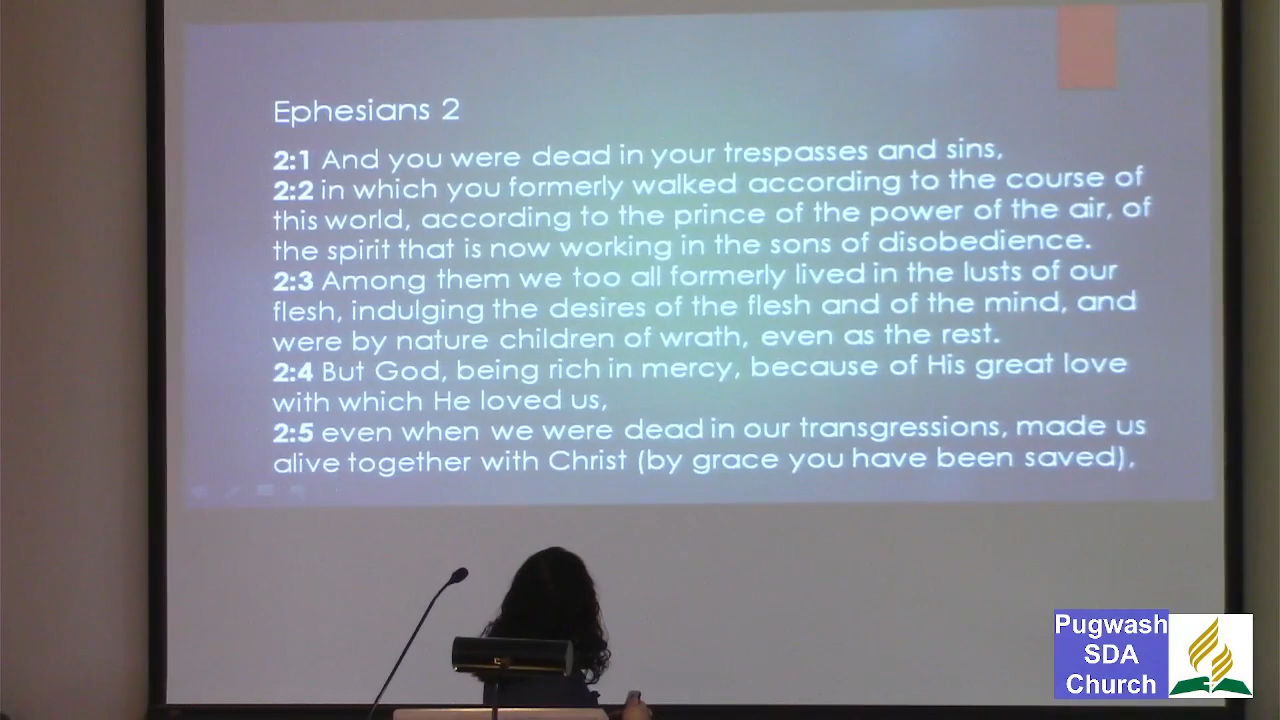 Ephesians 2
2:1 And you were dead in your trespasses and sins,
2:2 in which you formerly walked according to the course of
this world, according to the prince of the power of the air, of
the spirit that is now working in the sons of disobedience.
2:3 Among them we too all formerly lived in the lusts of our
flesh, indulging the desires of the flesh and of the mind, and
were by nature children of wrath, even as the rest.
2:4 But God, being rich in mercy, because of His great love
with which He loved us,
2:5 even when we were dead in our transgressions, made us
alive together with Christ (by grace you have been saved),
Pugwash
SDA
Church